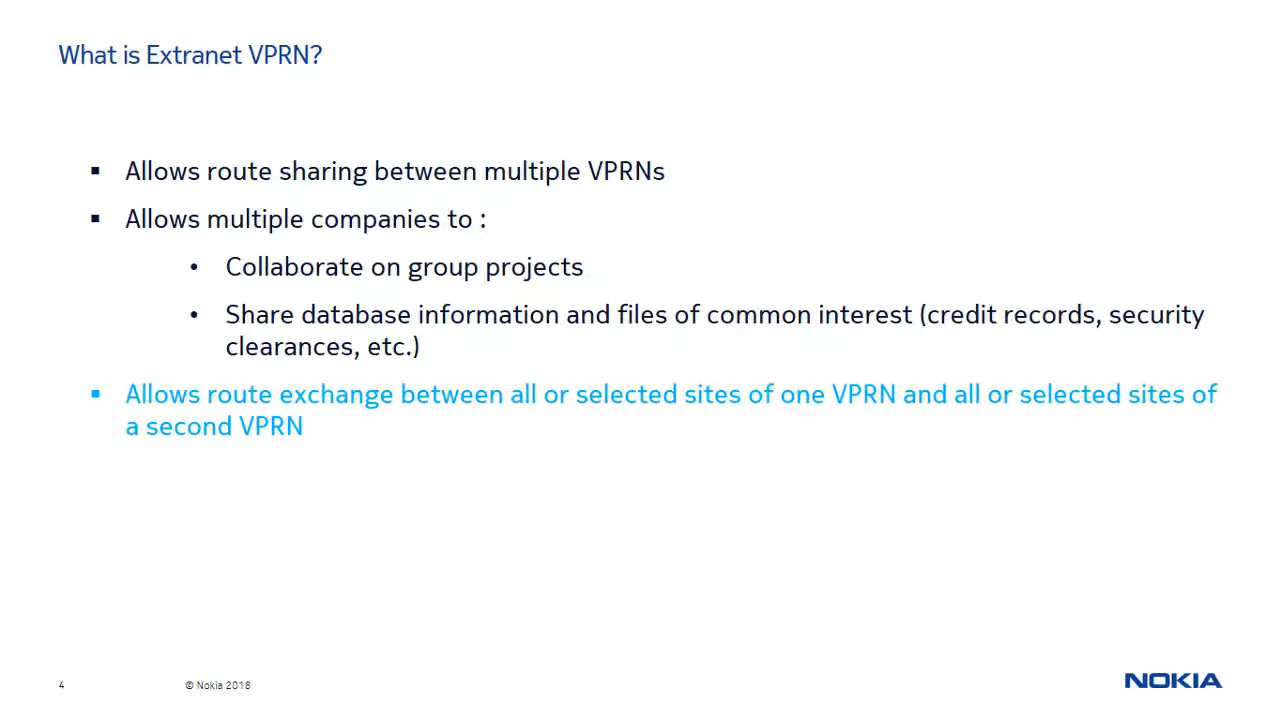 What is Extranet VPRN?
▪ Allows route sharing between multiple VPRNs
▪ Allows multiple companies to :
• Collaborate on group projects
• Share database information and files of common interest (credit records, security
clearances, etc.)
▪ Allows route exchange between all or selected sites of one VPRN and all or selected sites of
a second VPRN
4
© Nokia 2018
NOKIA